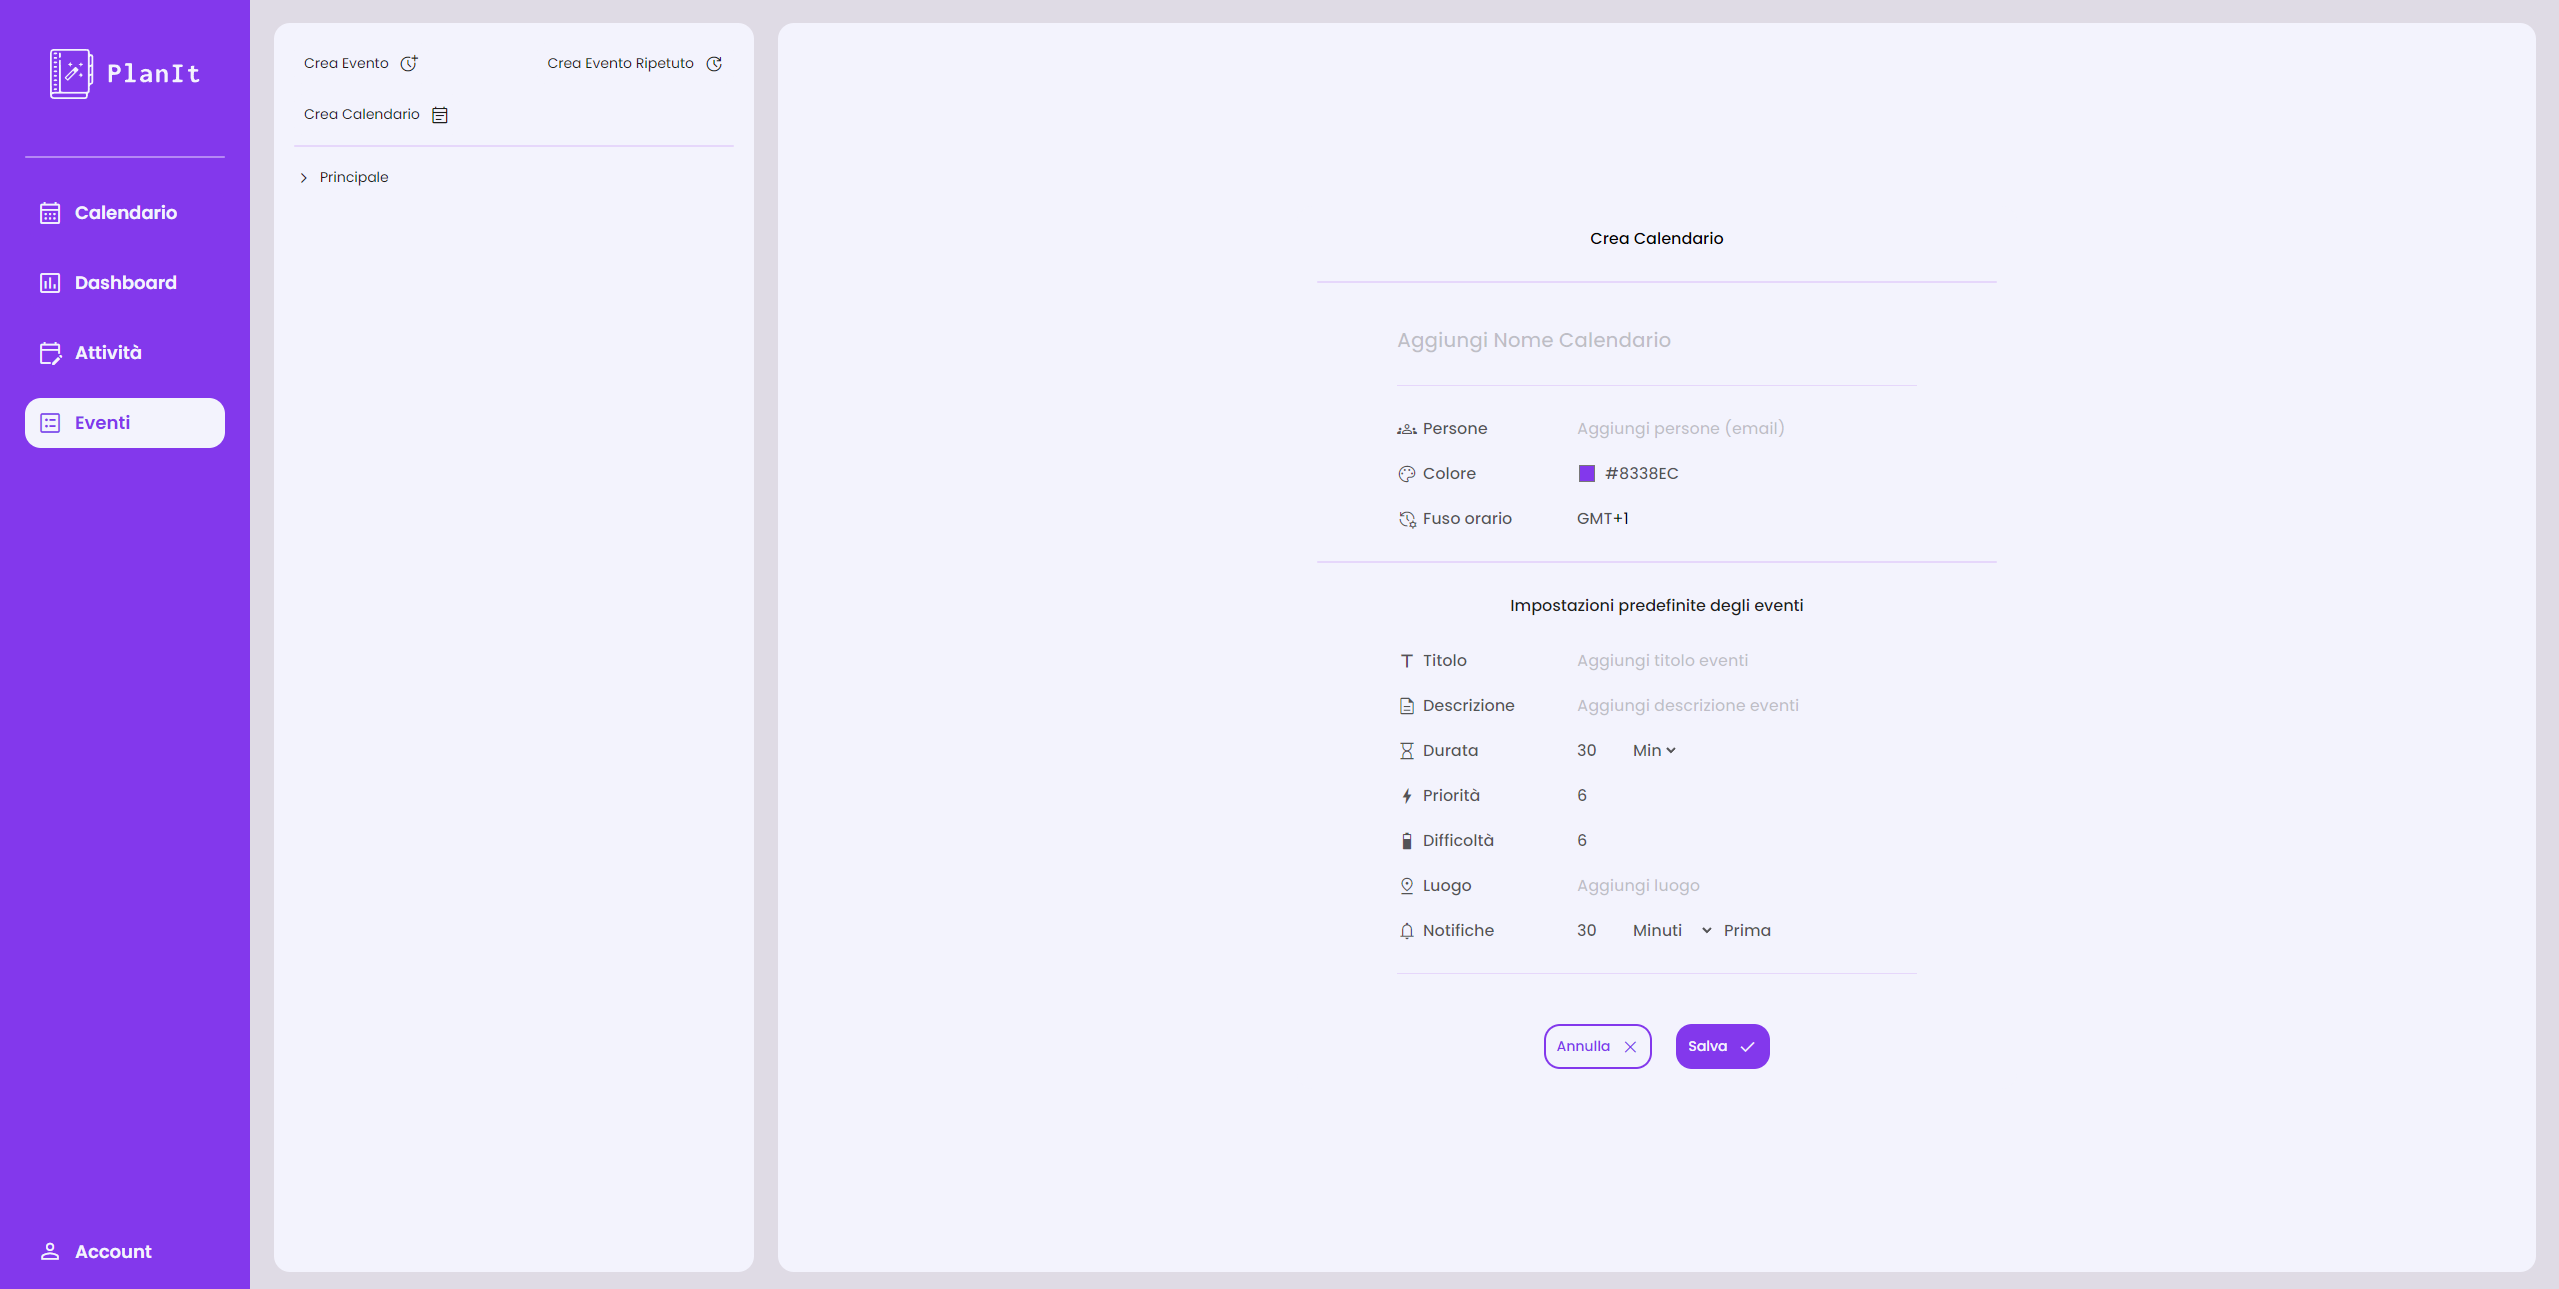 PlanIt
Calendario
Dashboard
Attività
Eventi
Account
Crea Evento
Crea Evento Ripetuto
Crea Calendario
Principale
Crea Calendario
Aggiungi Nome Calendario
Persone Aggiungi persone (email)
Colore #8338EC
Fuso orario GMT+1
Impostazioni predefinite degli eventi
Titolo Aggiungi titolo eventi
Descrizione Aggiungi descrizione eventi
Durata 30 Min
Priorità 6
Difficoltà 6
Luogo Aggiungi luogo
Notifiche 30 Minuti Prima
Annulla
Salva